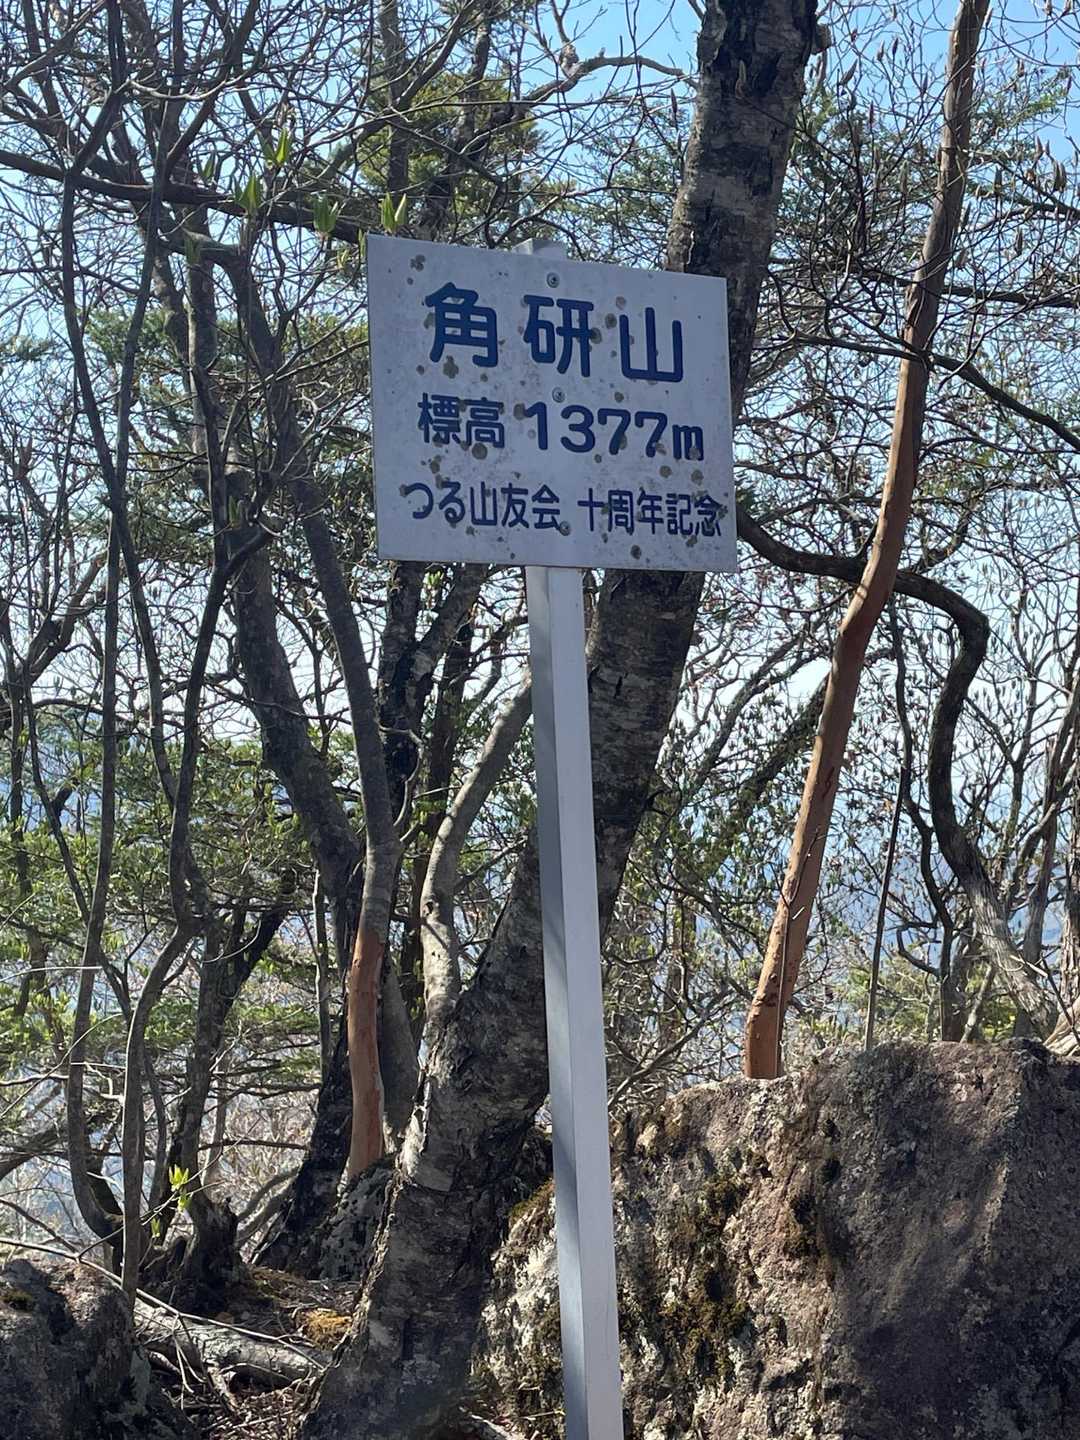 角研山
標高 1377m
つる山友会 十周年記念